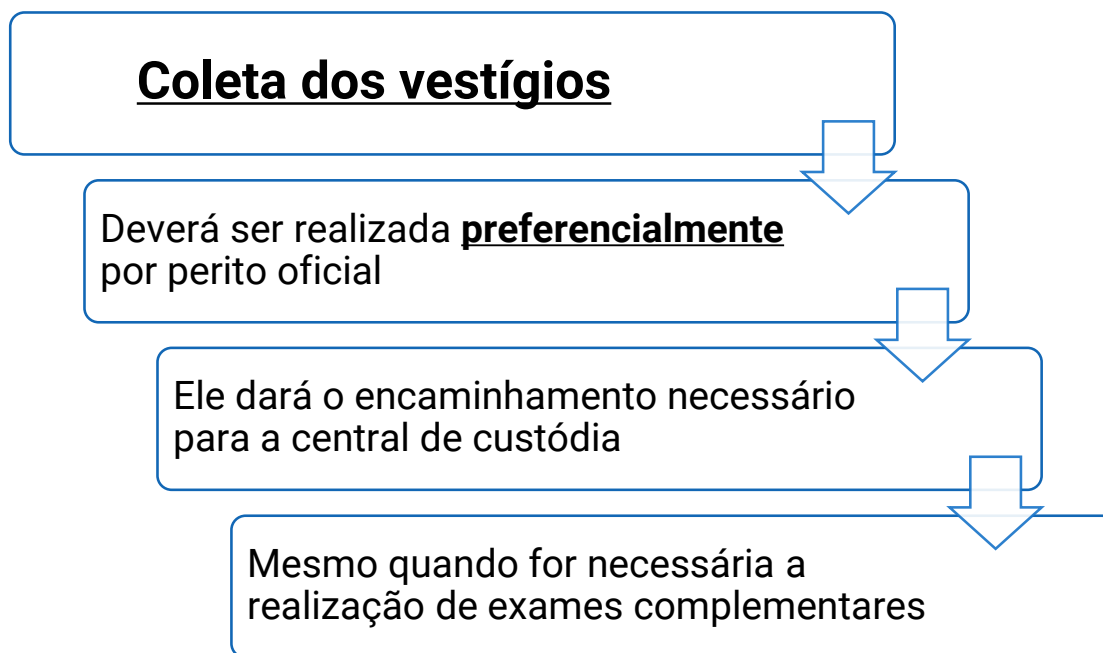 Coleta dos vestígios
Deverá ser realizada preferencialmente
por perito oficial
Ele dará o encaminhamento necessário
para a central de custódia
Mesmo quando for necessária a
realização de exames complementares